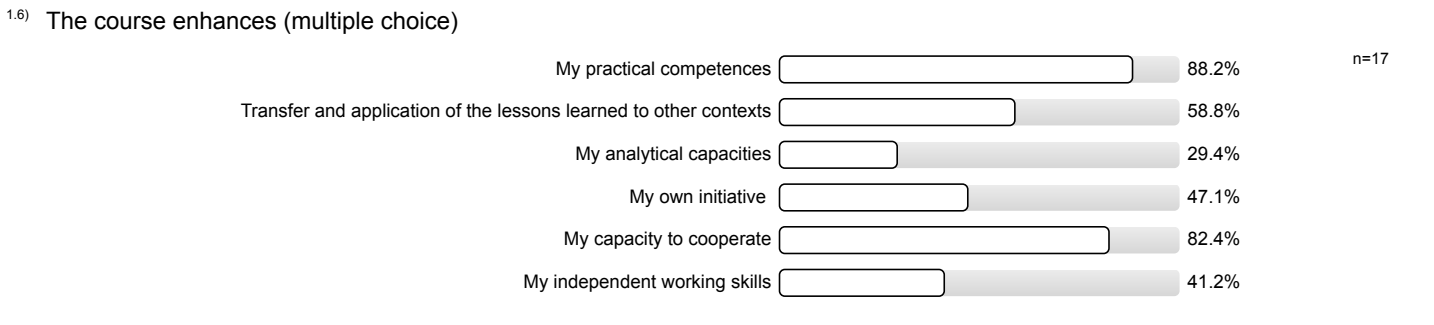 1.6) The course enhances (multiple choice)
n=17
My practical competences 88.2%
Transfer and application of the lessons learned to other contexts 58.8%
My analytical capacities 29.4%
My own initiative 47.1%
My capacity to cooperate 82.4%
My independent working skills 41.2%